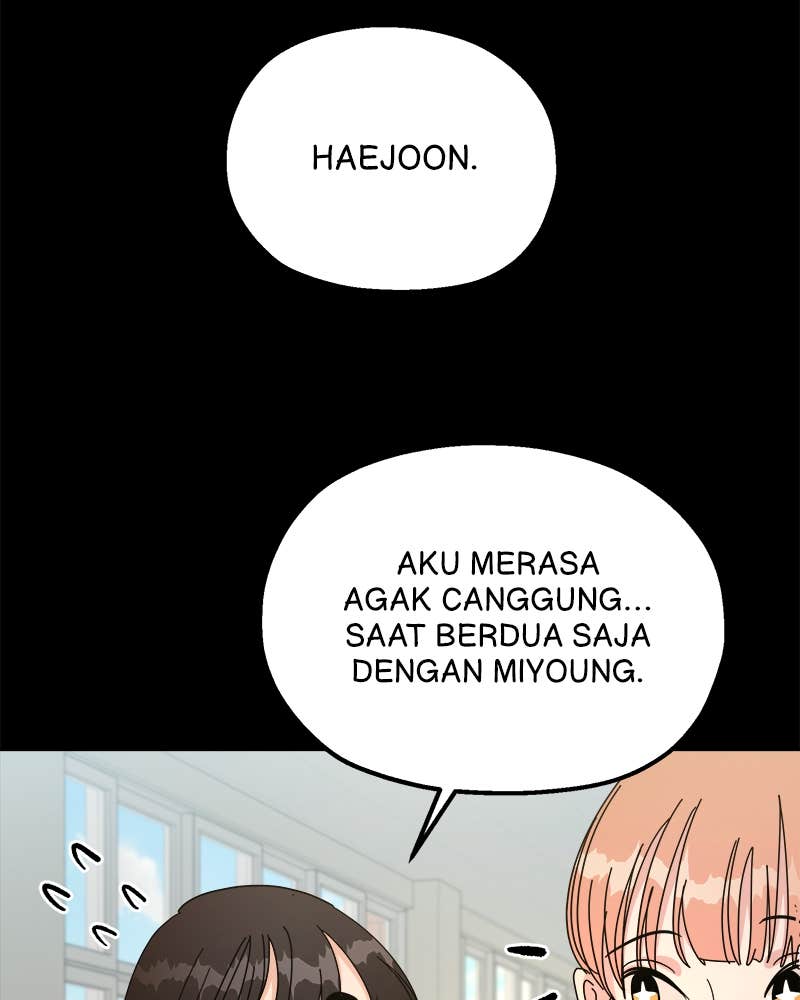 HAEJOON.
AKU MERASA
AGAK CANGGUNG...
SAAT BERDUA SAJA
DENGAN MIYOUNG.